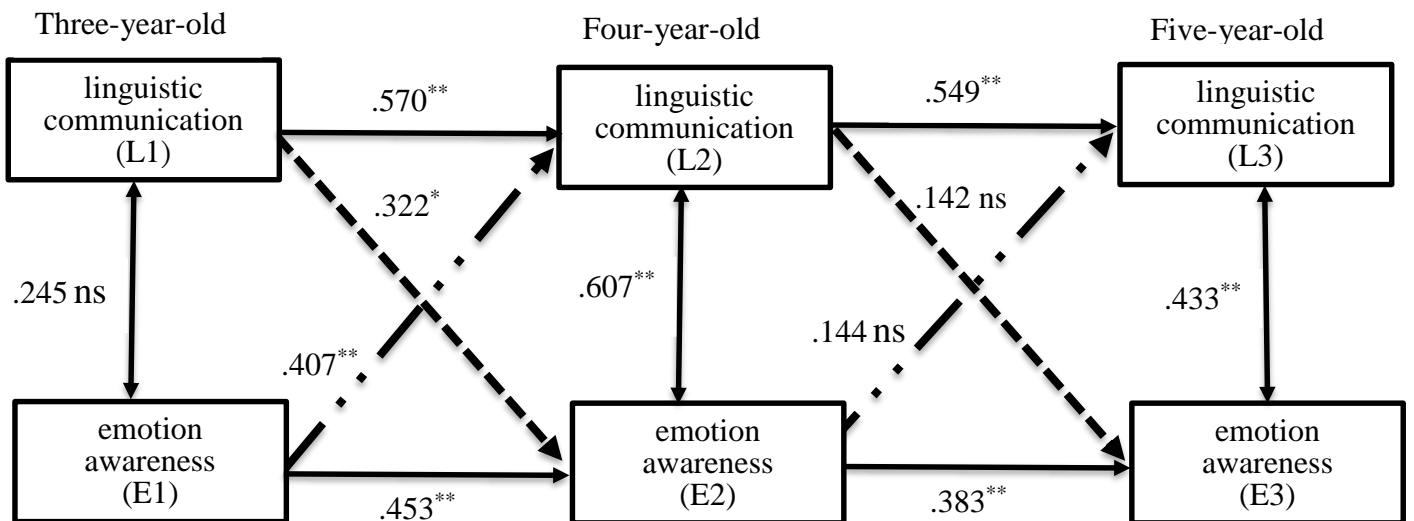 Three-year-old
Four-year-old
Five-year-old
linguistic
communication
(L1)
.570**
linguistic
communication
(L2)
.549**
linguistic
communication
(L3)
.322*
.142 ns
.245 ns
.607**
.433**
.407**
.144 ns
emotion
awareness
(E1)
.453**
emotion
awareness
(E2)
.383**
emotion
awareness
(E3)